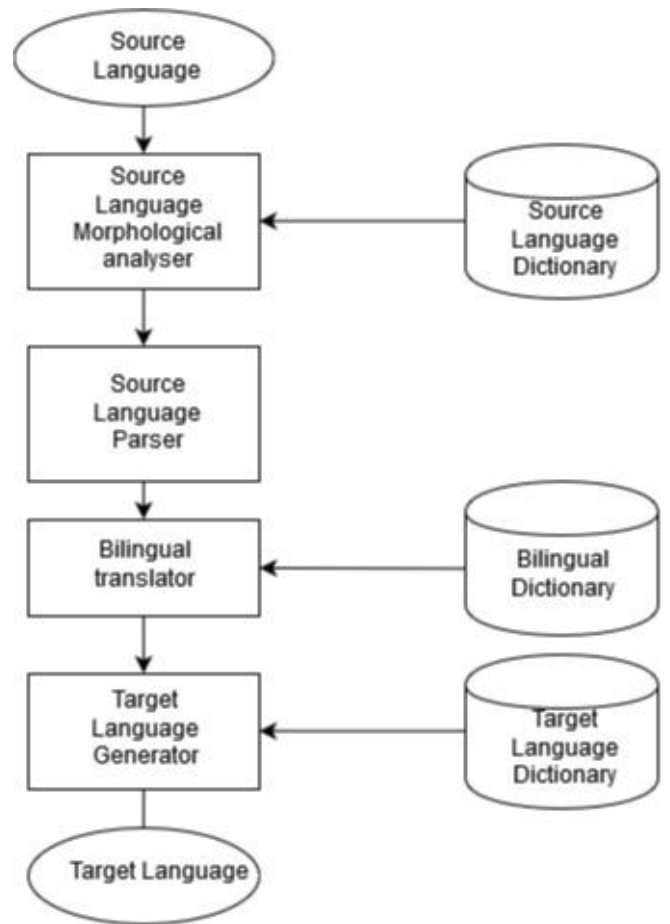 Source
Language
Source
Language
Morphological
analyser
Source
Language
Dictionary
Source
Language
Parser
Bilingual
translator
Bilingual
Dictionary
Target
Language
Generator
Target
Language
Dictionary
Target Language